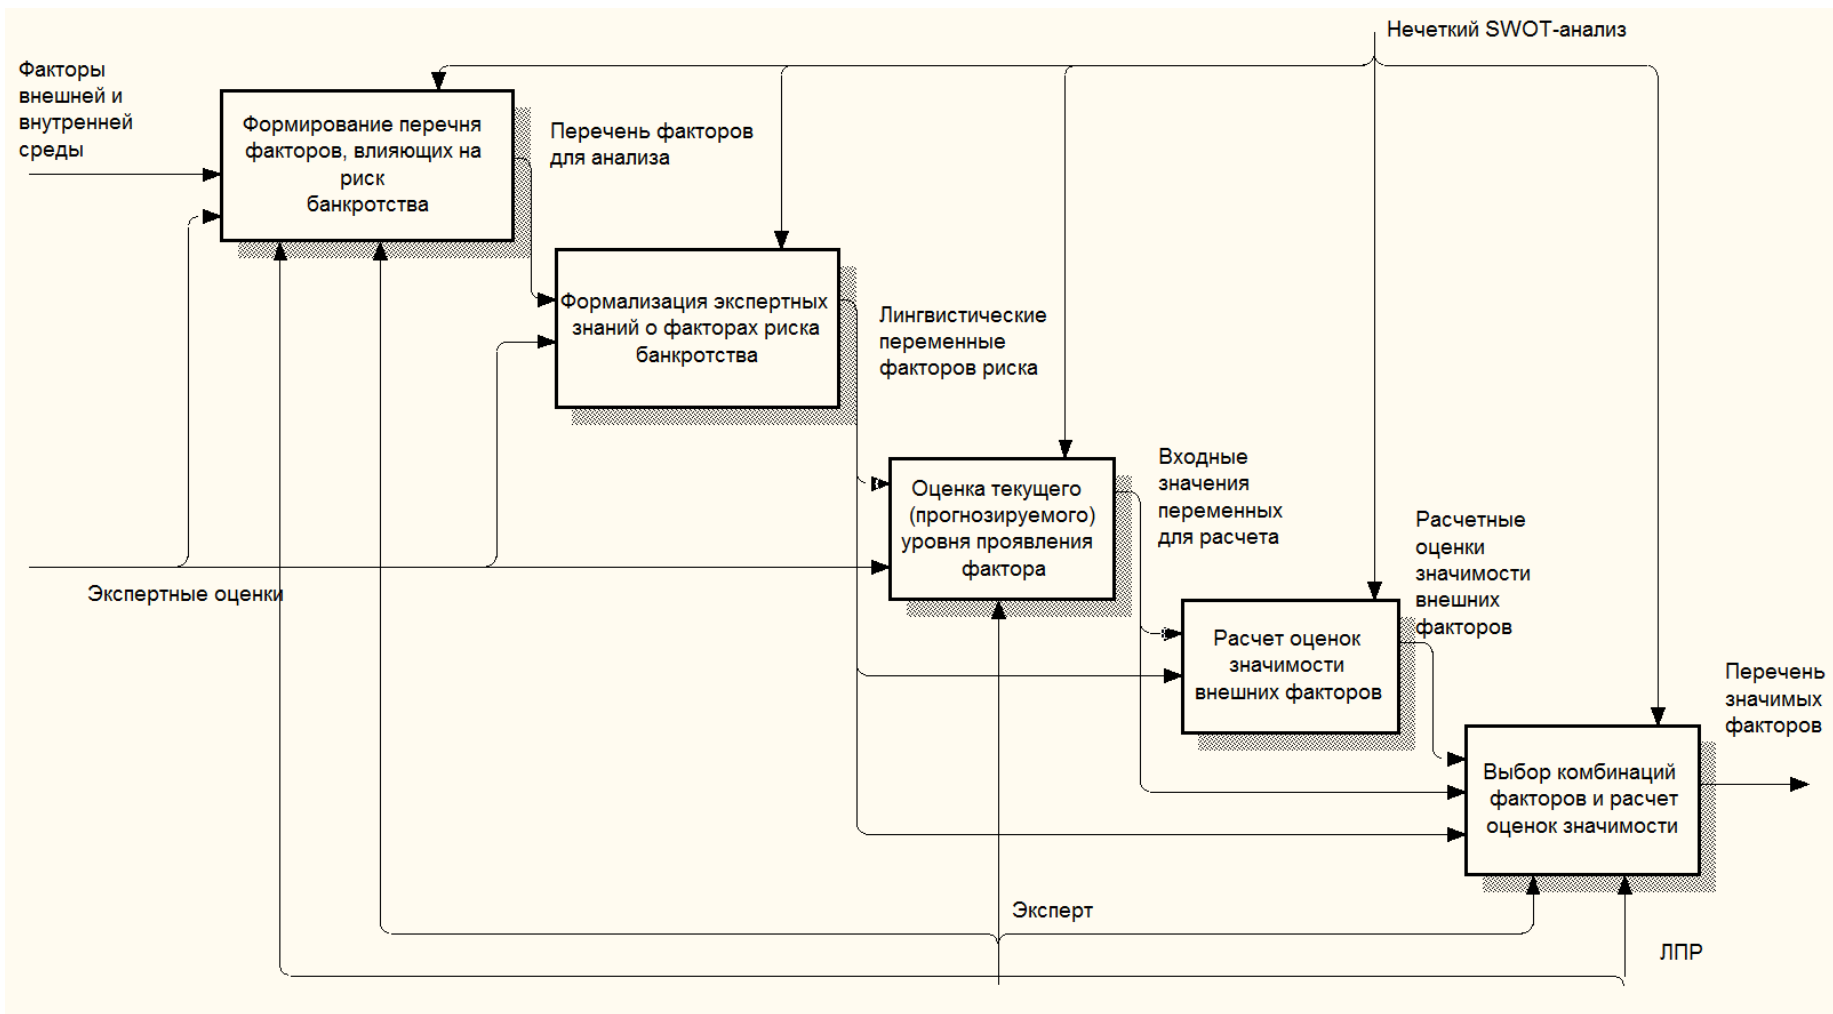 Нечеткий SWOT-анализ
Факторы
внешней и
внутренней
среды
Формирование перечня
факторов, влияющих на
риск
банкротства
Перечень факторов
для анализа
Формализация экспертных
знаний о факторах риска
банкротства
Лингвистические
переменные
факторов риска
Оценка текущего
(прогнозируемого)
уровня проявления
фактора
Входные
значения
переменных
для расчета
Экспертные оценки
Расчетные
оценки
значимости
внешних
факторов
Расчет оценок
значимости
внешних факторов
Перечень
значимых
факторов
Выбор комбинаций
факторов и расчет
оценок значимости
Эксперт
ЛПР